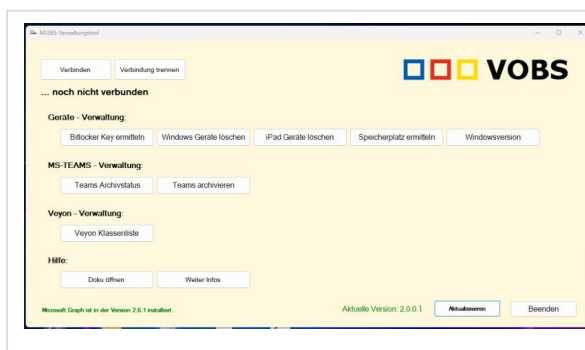 MS365-Verwaltungstool
Verbinden Verbindung trennen
VOBS
... noch nicht verbunden
Geräte - Verwaltung:
Bitlocker Key ermitteln Windows Geräte löschen iPad Geräte löschen Speicherplatz ermitteln Windowsversion
MS-TEAMS - Verwaltung:
Teams Archivstatus Teams archivieren
Veyon - Verwaltung:
Veyon Klassenliste
Hilfe:
Doku öffnen Weiter Infos
Microsoft.Graph ist in der Version 2.6.1 installiert. Aktuelle Version: 2.0.0.1 Aktualisieren Beenden